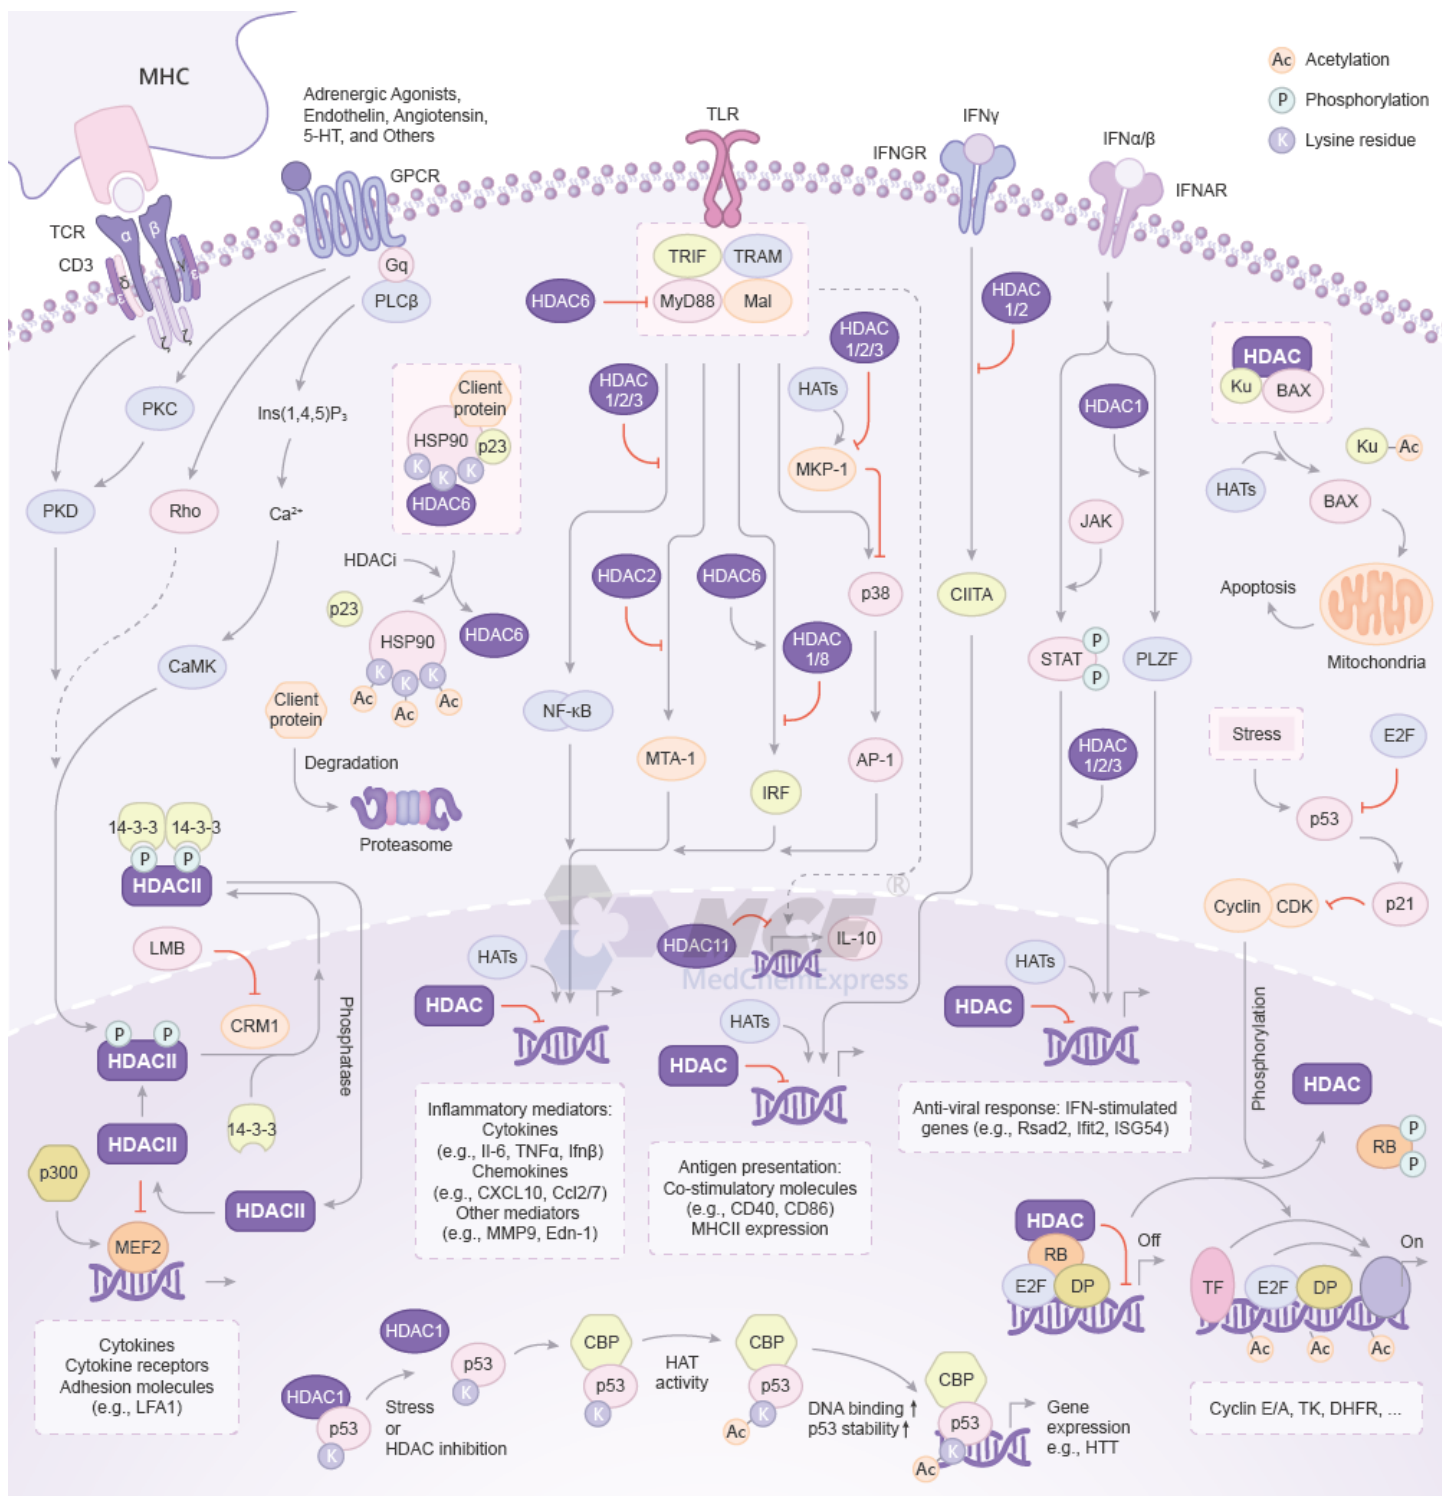 MHC
Adrenergic Agonists,
Endothelin, Angiotensin,
5-HT, and Others
GPCR
TCR
CD3
α
β
δ
ε
γ
ε
ζ
ζ
Gq
PLCβ
TLR
IFNγ
IFNGR
IFNα/β
IFNAR
Ac Acetylation
P Phosphorylation
K Lysine residue
TRIF
TRAM
MyD88
Mal
HDAC6
HDAC
1/2/3
HDAC
1/2/3
HATs
MKP-1
HDAC
1/2
HDAC1
HDAC
Ku
BAX
Ku
Ac
HATs
BAX
Apoptosis
Mitochondria
PKC
PKD
Rho
Ins(1,4,5)P₃
Ca²⁺
CaMK
Client
protein
HSP90
p23
K
K
K
HDAC6
HDACi
p23
HSP90
HDAC6
K
K
K
Ac
Ac
Ac
Client
protein
Degradation
Proteasome
HDAC2
HDAC6
HDAC
1/8
p38
CIITA
JAK
STAT
P
P
PLZF
NF-κB
MTA-1
IRF
AP-1
HDAC
1/2/3
Stress
E2F
p53
p21
Cyclin
CDK
14-3-3
14-3-3
P
P
HDACII
LMB
CRM1
Phosphatase
P
P
HDACII
14-3-3
HDACII
HDACII
p300
MEF2
Cytokines
Cytokine receptors
Adhesion molecules
(e.g., LFA1)
HATs
HDAC
Inflammatory mediators:
Cytokines
(e.g., Il-6, TNFα, Ifnβ)
Chemokines
(e.g., CXCL10, Ccl2/7)
Other mediators
(e.g., MMP9, Edn-1)
HDAC11
IL-10
MCE
®
MedChemExpress
HATs
HDAC
Antigen presentation:
Co-stimulatory molecules
(e.g., CD40, CD86)
MHCII expression
HATs
HDAC
Anti-viral response: IFN-stimulated
genes (e.g., Rsad2, Ifit2, ISG54)
Phosphorylation
HDAC
RB
P
P
HDAC
RB
E2F
DP
Off
TF
E2F
DP
On
Ac
Ac
Ac
Cyclin E/A, TK, DHFR, ...
HDAC1
p53
K
Stress
or
HDAC inhibition
HDAC1
p53
K
CBP
p53
K
HAT
activity
CBP
p53
K
Ac
DNA binding↑
p53 stability↑
CBP
p53
K
Ac
Gene
expression
e.g., HTT